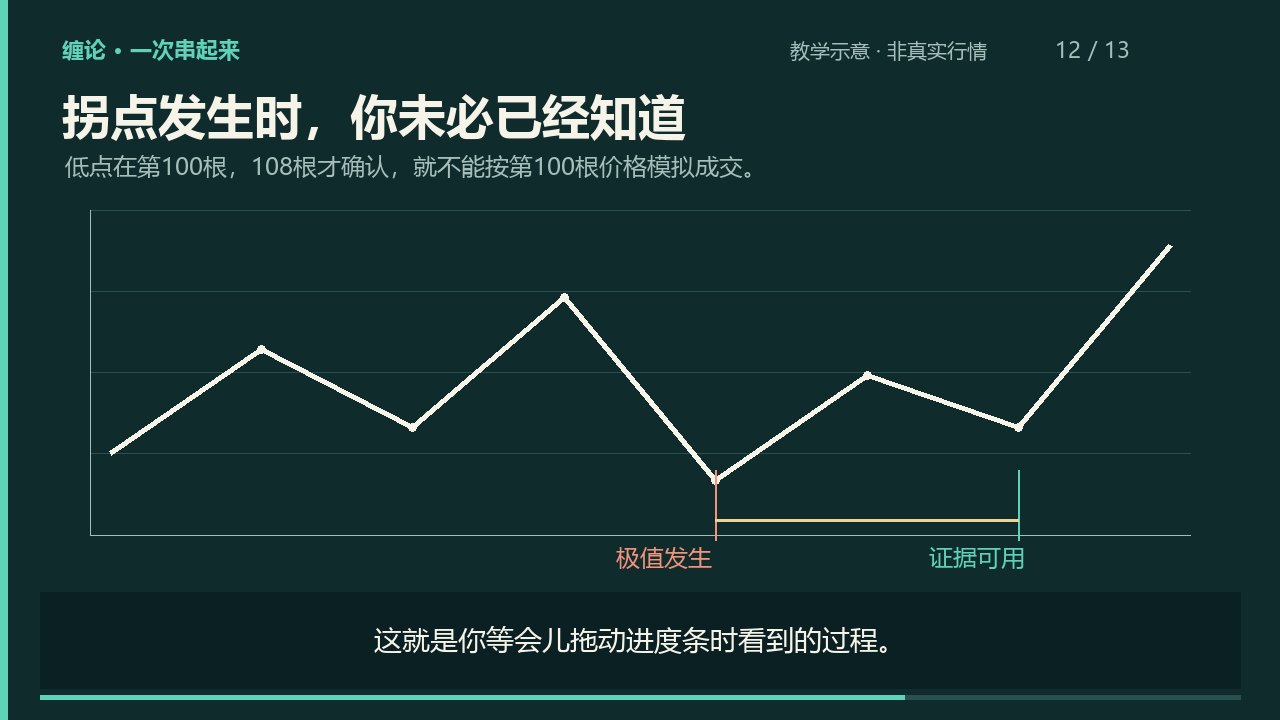 缠论·一次串起来
教学示意·非真实行情
12 / 13
拐点发生时，你未必已经知道
低点在第100根，108根才确认，就不能按第100根价格模拟成交。
极值发生
证据可用
这就是你等会儿拖动进度条时看到的过程。